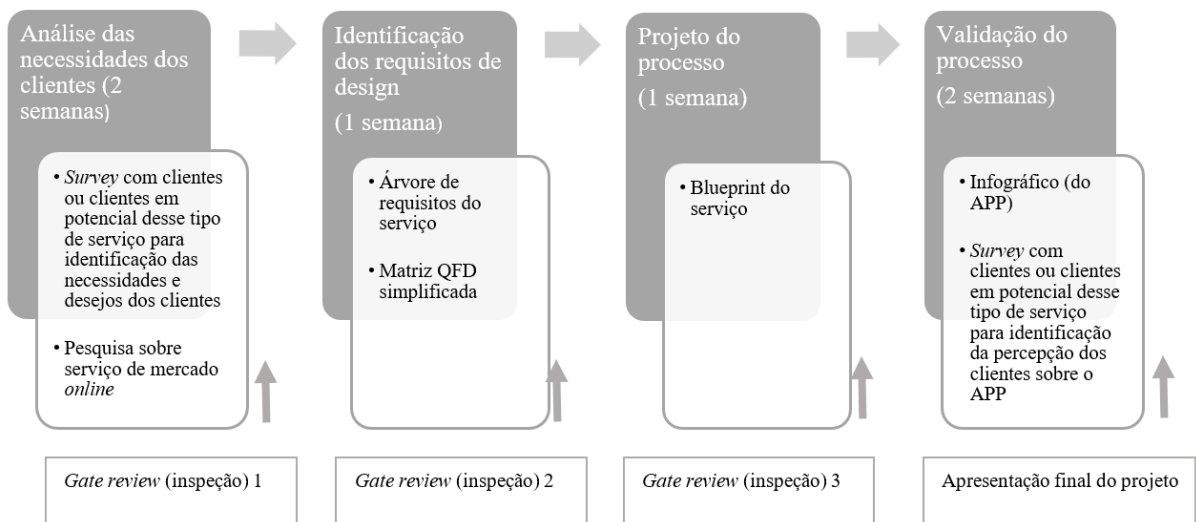 Análise das
necessidades dos
clientes (2
semanas)
• Survey com clientes
ou clientes em
potencial desse tipo
de serviço para
identificação das
necessidades e
desejos dos clientes
• Pesquisa sobre
serviço de mercado
online
Gate review (inspeção) 1
Identificação
dos requisitos de
design
(1 semana)
• Árvore de
requisitos do
serviço
• Matriz QFD
simplificada
Gate review (inspeção) 2
Projeto do
processo
(1 semana)
• Blueprint do
serviço
Gate review (inspeção) 3
Validação do
processo
(2 semanas)
• Infográfico (do
APP)
• Survey com
clientes ou clientes
em potencial desse
tipo de serviço
para identificação
da percepção dos
clientes sobre o
APP
Apresentação final do projeto